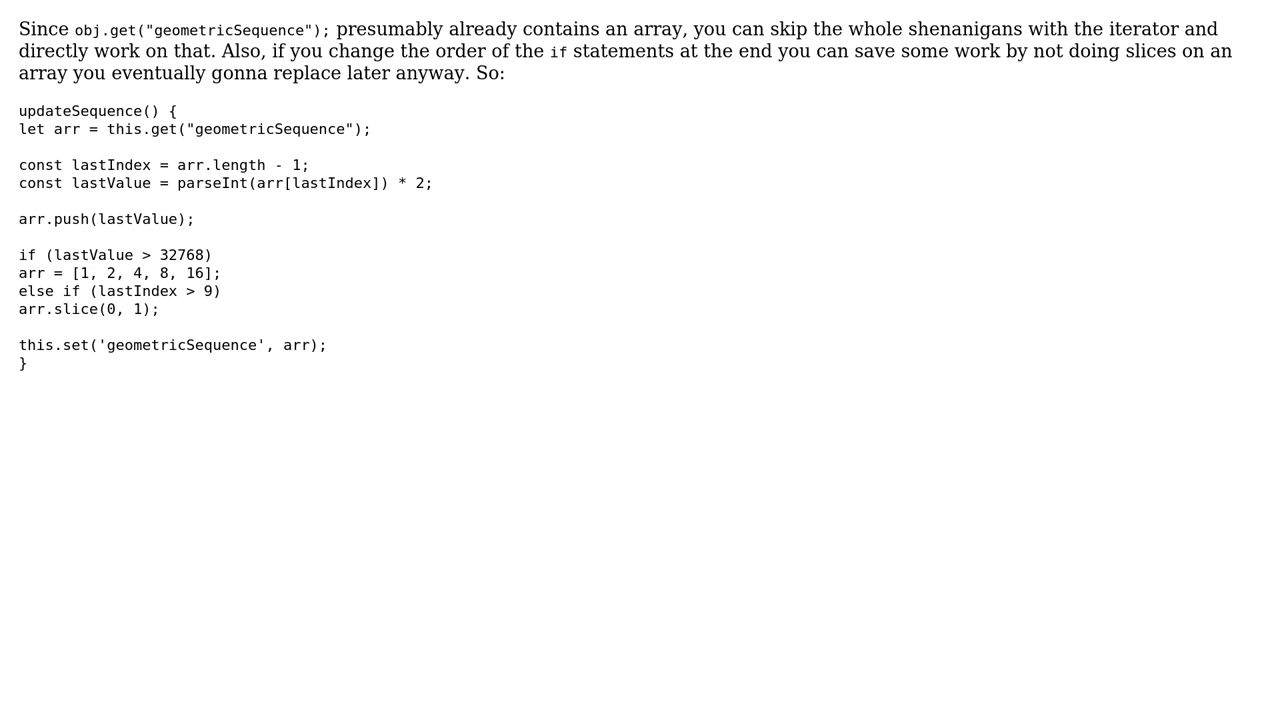 Since obj.get("geometricSequence"); presumably already contains an array, you can skip the whole shenanigans with the iterator and
directly work on that. Also, if you change the order of the if statements at the end you can save some work by not doing slices on an
array you eventually gonna replace later anyway. So:
updateSequence() {
let arr = this.get("geometricSequence");
const lastIndex = arr.length - 1;
const lastValue = parseInt(arr[lastIndex]) * 2;
arr.push(lastValue);
if (lastValue > 32768)
arr = [1, 2, 4, 8, 16];
else if (lastIndex > 9)
arr.slice(0, 1);
this.set('geometricSequence', arr);
}